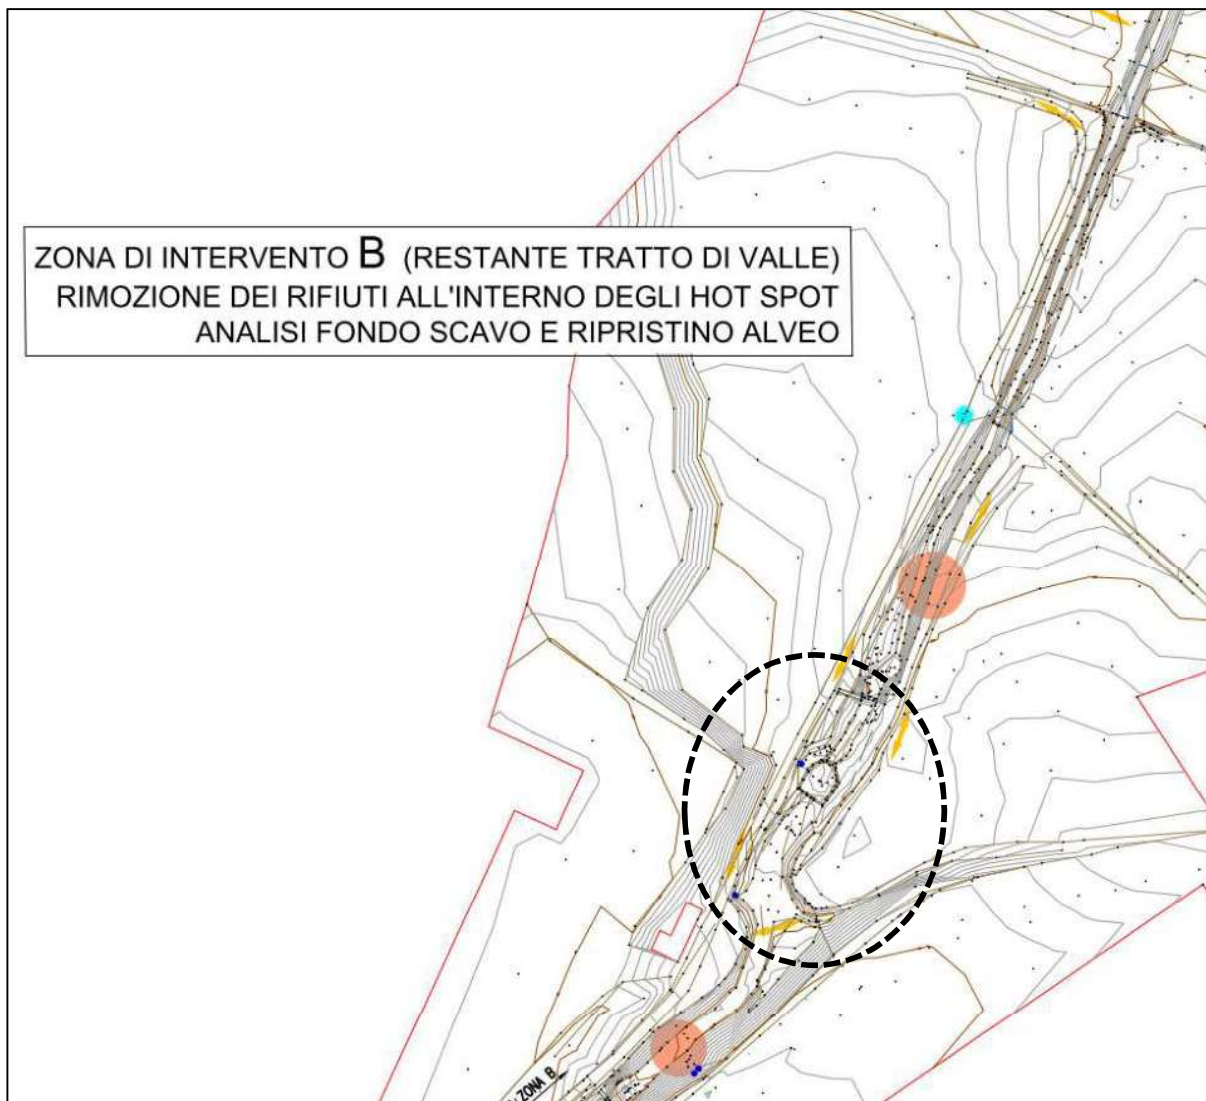 ZONA DI INTERVENTO B (RESTANTE TRATTO DI VALLE)
RIMOZIONE DEI RIFIUTI ALL'INTERNO DEGLI HOT SPOT
ANALISI FONDO SCAVO E RIPRISTINO ALVEO
ZONA B